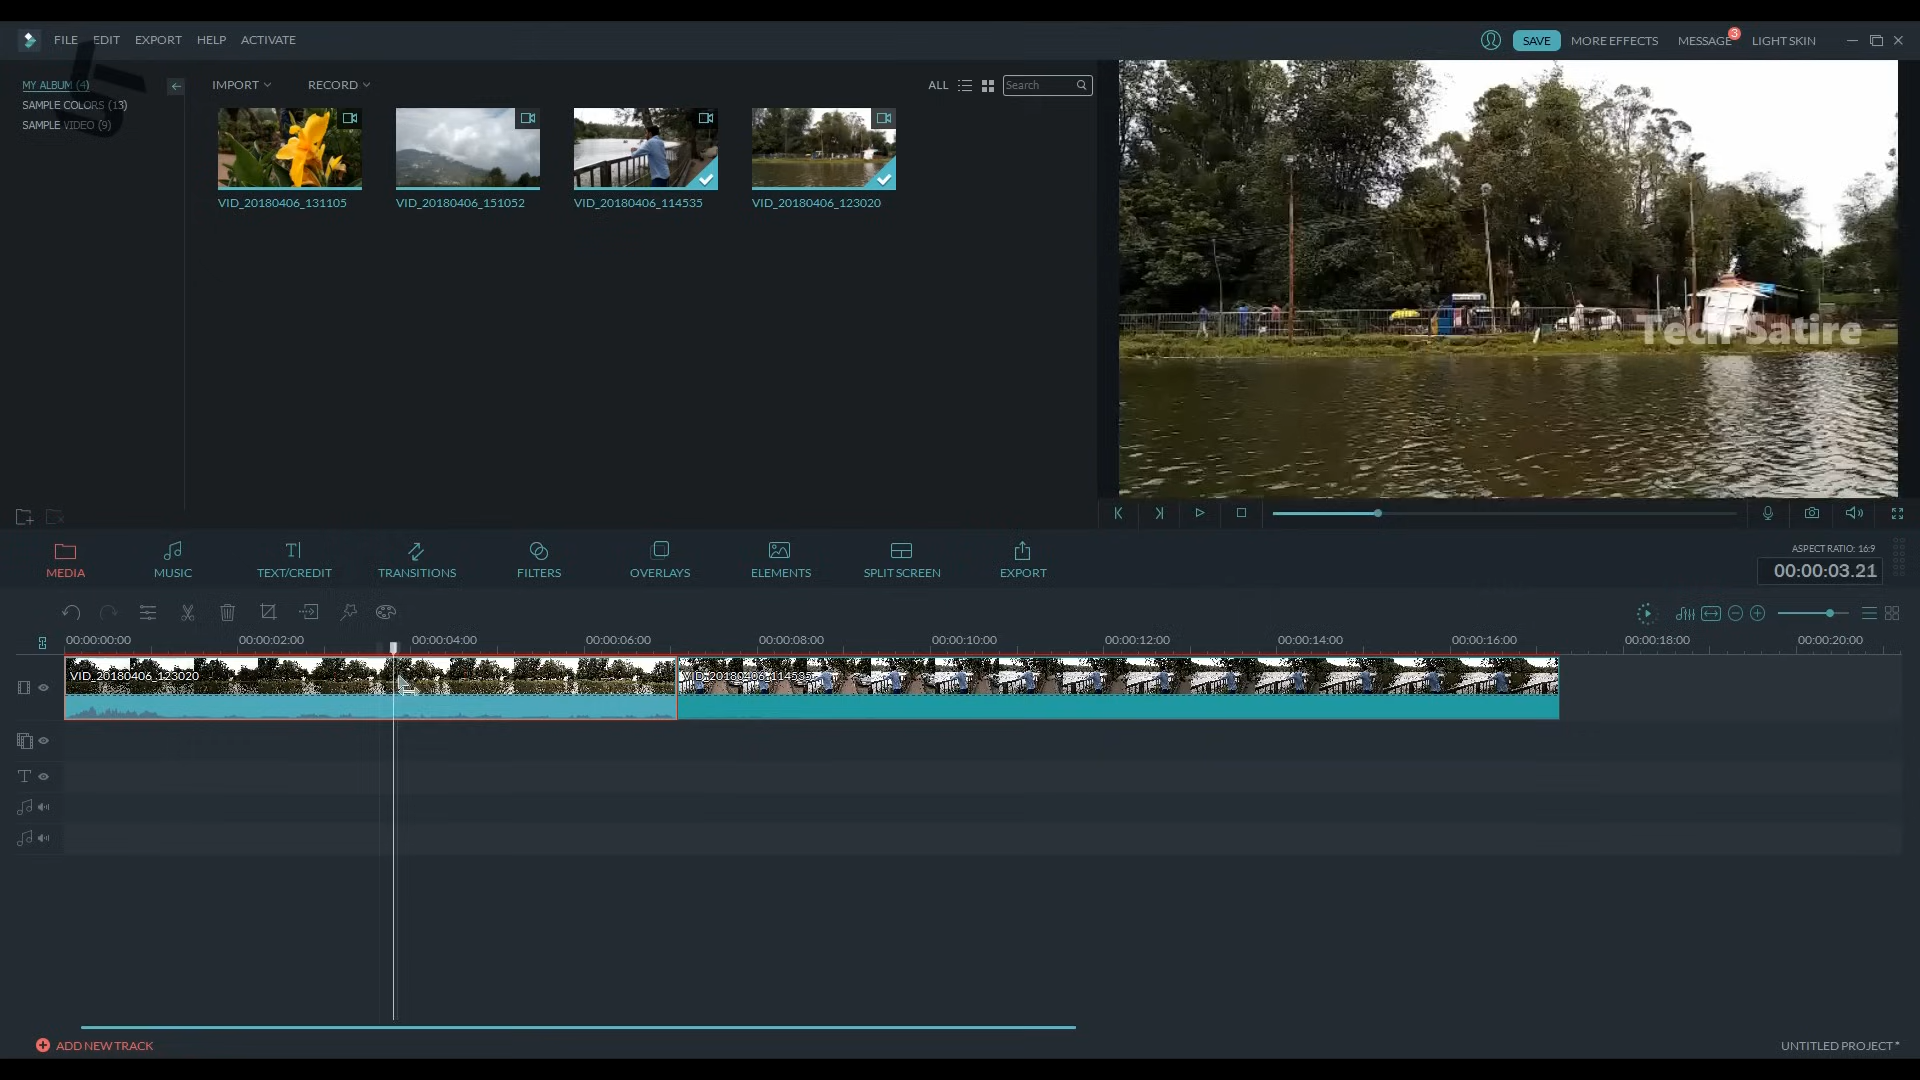 FILE EDIT EXPORT HELP ACTIVATE
SAVE MORE EFFECTS MESSAGE 3 LIGHT SKIN
MY ALBUM (4)
SAMPLE COLORS (13)
SAMPLE VIDEO (9)
IMPORT RECORD ALL Search
VID_20180406_131105 VID_20180406_151052 VID_20180406_114535 VID_20180406_123020
Tech Satire
MEDIA MUSIC TEXT/CREDIT TRANSITIONS FILTERS OVERLAYS ELEMENTS SPLIT SCREEN EXPORT
ASPECT RATIO: 16:9
00:00:03.21
00:00:00:00 00:00:02:00 00:00:04:00 00:00:06:00 00:00:08:00 00:00:10:00 00:00:12:00 00:00:14:00 00:00:16:00 00:00:18:00 00:00:20:00
VID_20180406_123020 VID_20180406_114535
ADD NEW TRACK
UNTITLED PROJECT *